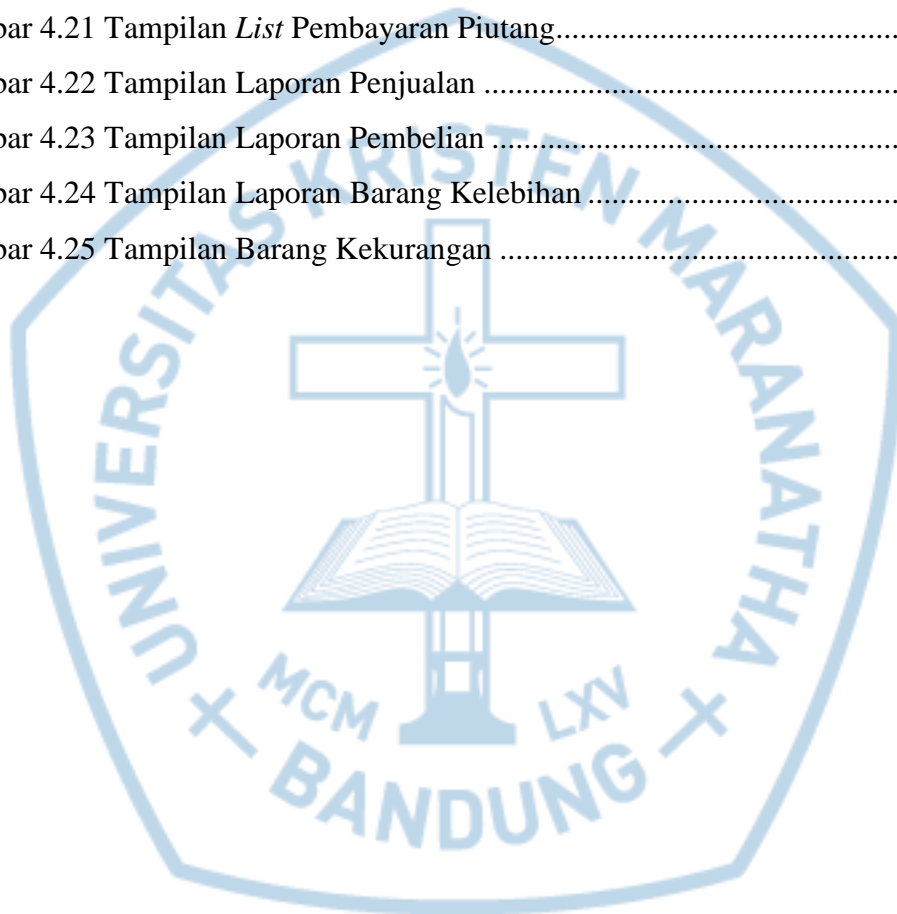 bar 4.21 Tampilan List Pembayaran Piutang..........................................
bar 4.22 Tampilan Laporan Penjualan ...................................................
bar 4.23 Tampilan Laporan Pembelian ..................................................
bar 4.24 Tampilan Laporan Barang Kelebihan ......................................
bar 4.25 Tampilan Barang Kekurangan .................................................
UNIVERSITAS KRISTEN MARANATHA
MCM LXV
BANDUNG